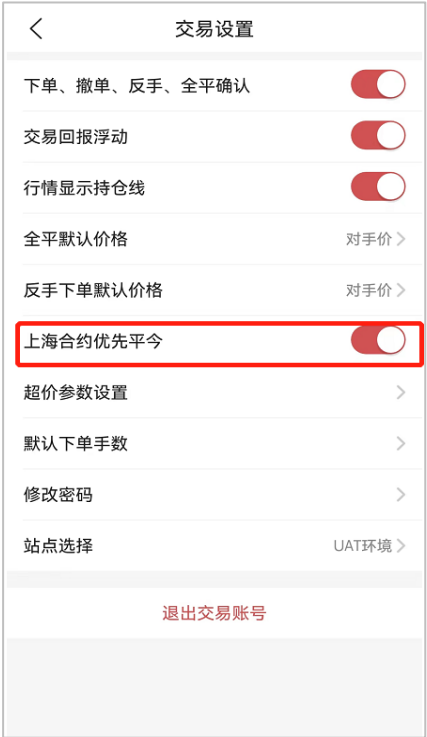 交易设置
下单、撤单、反手、全平确认
交易回报浮动
行情显示持仓线
全平默认价格 对手价
反手下单默认价格 对手价
上海合约优先平今
超价参数设置
默认下单手数
修改密码
站点选择 UAT环境
退出交易账号